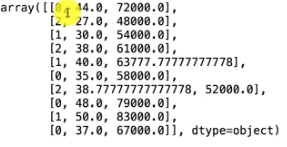 array([[0, 44.0, 72000.0],
[2, 27.0, 48000.0],
[1, 30.0, 54000.0],
[2, 38.0, 61000.0],
[1, 40.0, 63777.77777777778],
[0, 35.0, 58000.0],
[2, 38.77777777777778, 52000.0],
[0, 48.0, 79000.0],
[1, 50.0, 83000.0],
[0, 37.0, 67000.0]], dtype=object)